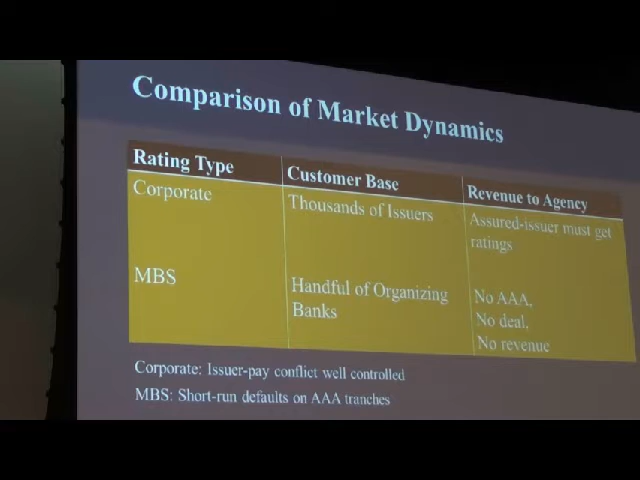 Comparison of Market Dynamics
Rating Type
Customer Base
Revenue to Agency
Corporate
Thousands of Issuers
Assured-issuer must get
ratings
MBS
Handful of Organizing
Banks
No AAA,
No deal,
No revenue
Corporate: Issuer-pay conflict well controlled
MBS: Short-run defaults on AAA tranches